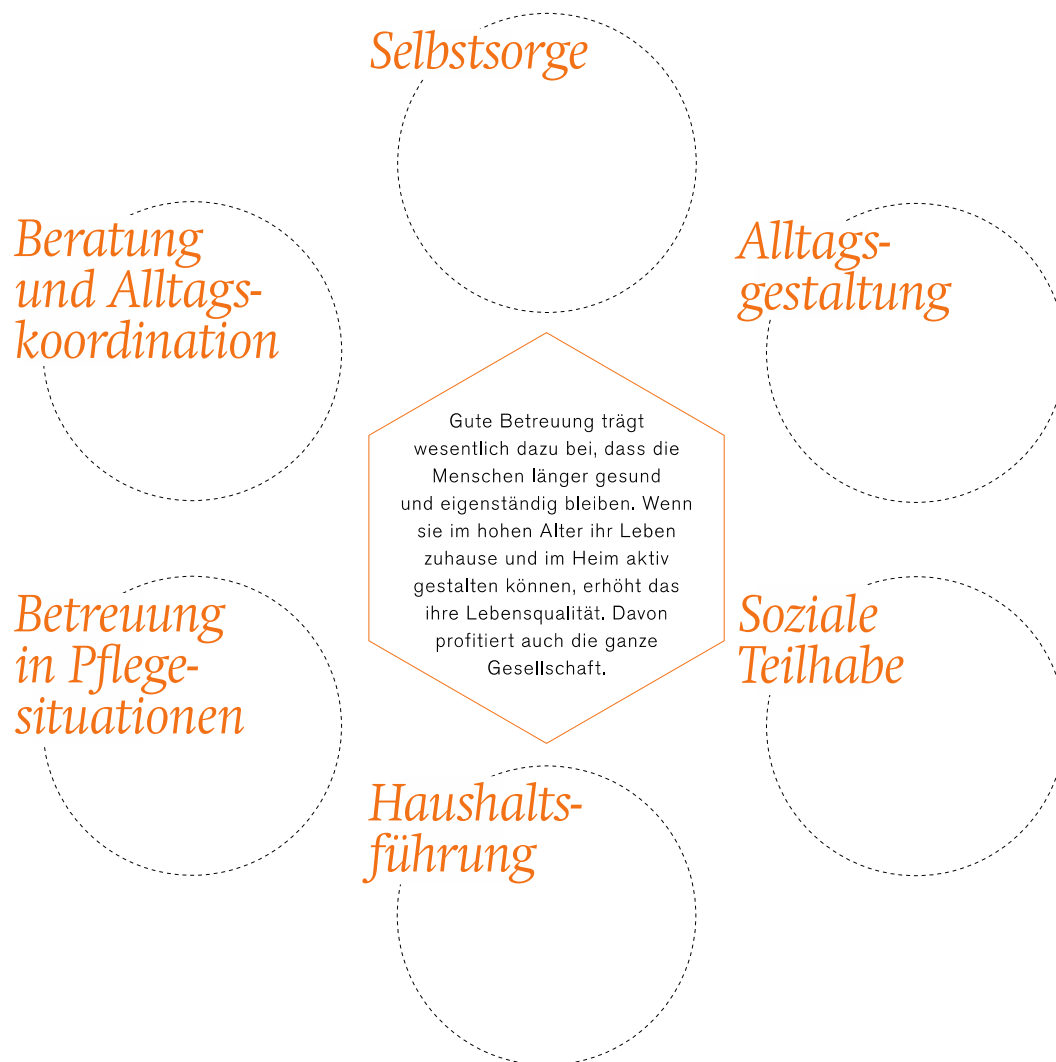 Selbstsorge
Beratung
und Alltags-
koordination
Alltags-
gestaltung
Gute Betreuung trägt
wesentlich dazu bei, dass die
Menschen länger gesund
und eigenständig bleiben. Wenn
sie im hohen Alter ihr Leben
zuhause und im Heim aktiv
gestalten können, erhöht das
ihre Lebensqualität. Davon
profitiert auch die ganze
Gesellschaft.
Betreuung
in Pflege-
situationen
Soziale
Teilhabe
Haushalts-
führung